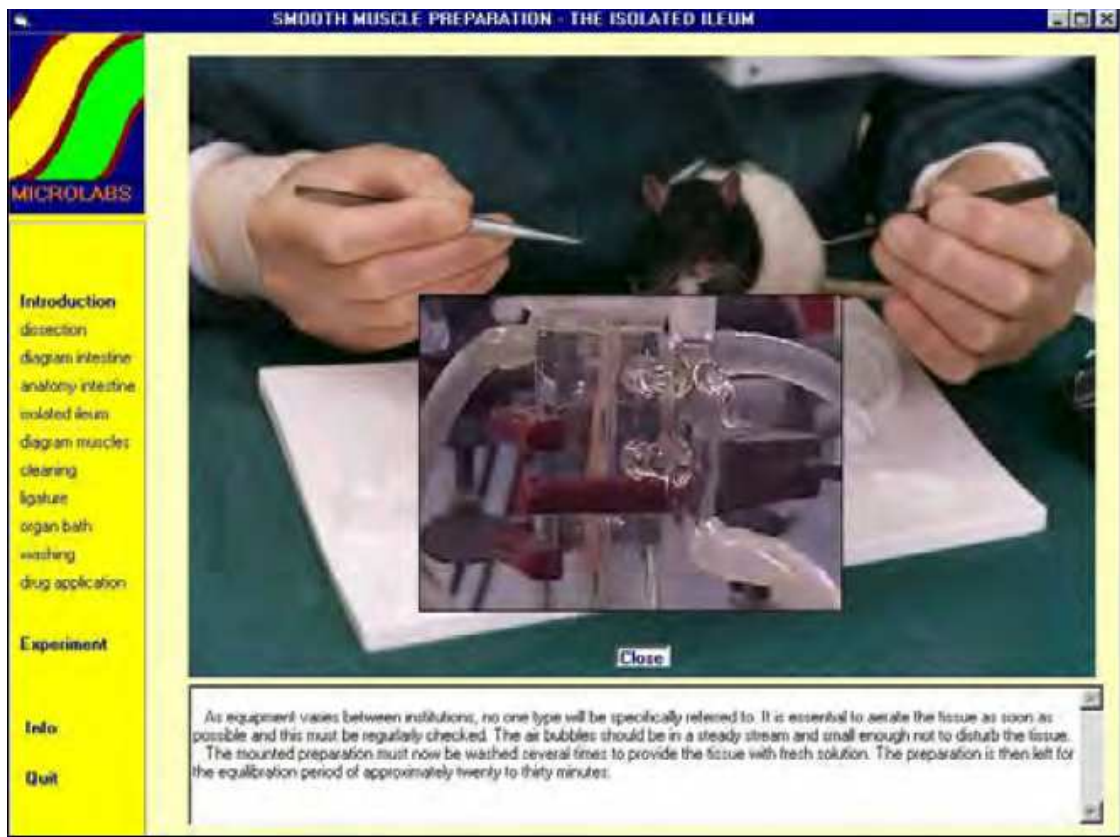 SMOOTH MUSCLE PREPARATION - THE ISOLATED ILEUM
MICROLABS
Introduction
dissection
diagram intestine
anatomy intestine
isolated ileum
diagram muscles
cleaning
ligature
organ bath
washing
drug application
Experiment
Info
Quit
Close
As equipment varies between institutions, no one type will be specifically referred to. It is essential to aerate the tissue as soon as
possible and this must be regularly checked. The air bubbles should be in a steady stream and small enough not to disturb the tissue.
The mounted preparation must now be washed several times to provide the tissue with fresh solution. The preparation is then left for
the equilibration period of approximately twenty to thirty minutes.